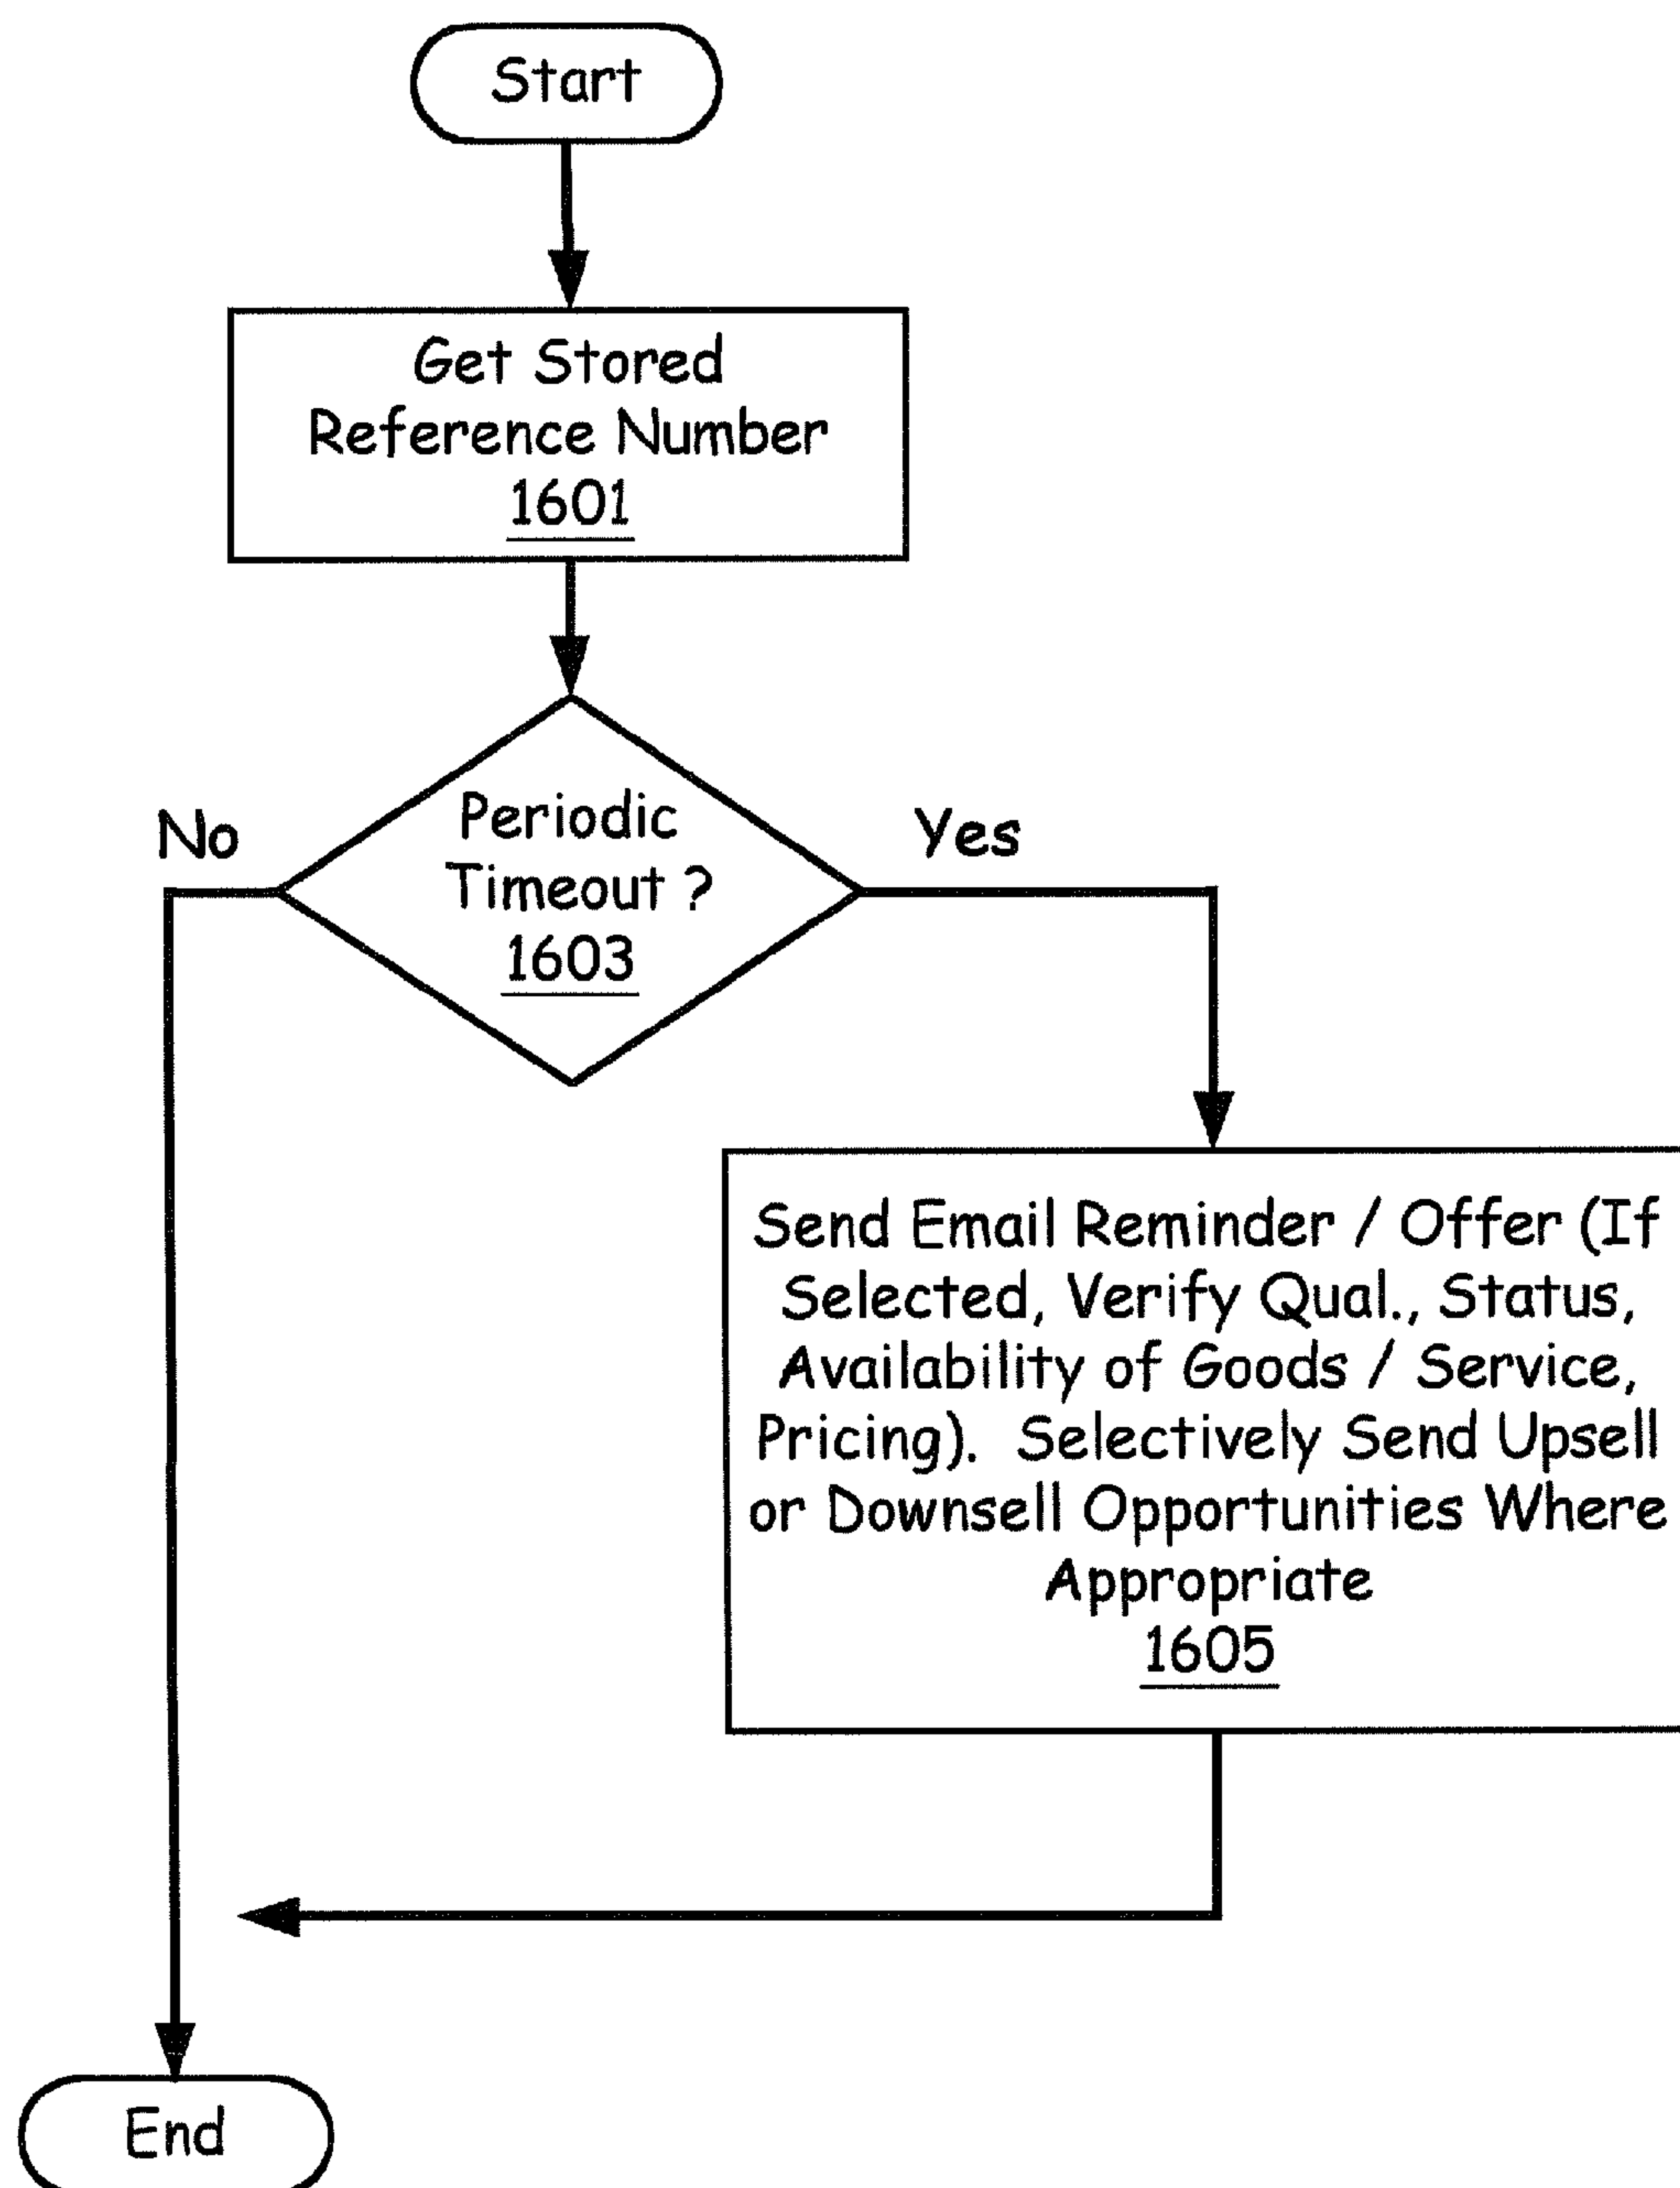 Start
Get Stored
Reference Number
1601
No
Periodic
Timeout ?
1603
Yes
Send Email Reminder / Offer (If
Selected, Verify Qual., Status,
Availability of Goods / Service,
Pricing). Selectively Send Upsell
or Downsell Opportunities Where
Appropriate
1605
End